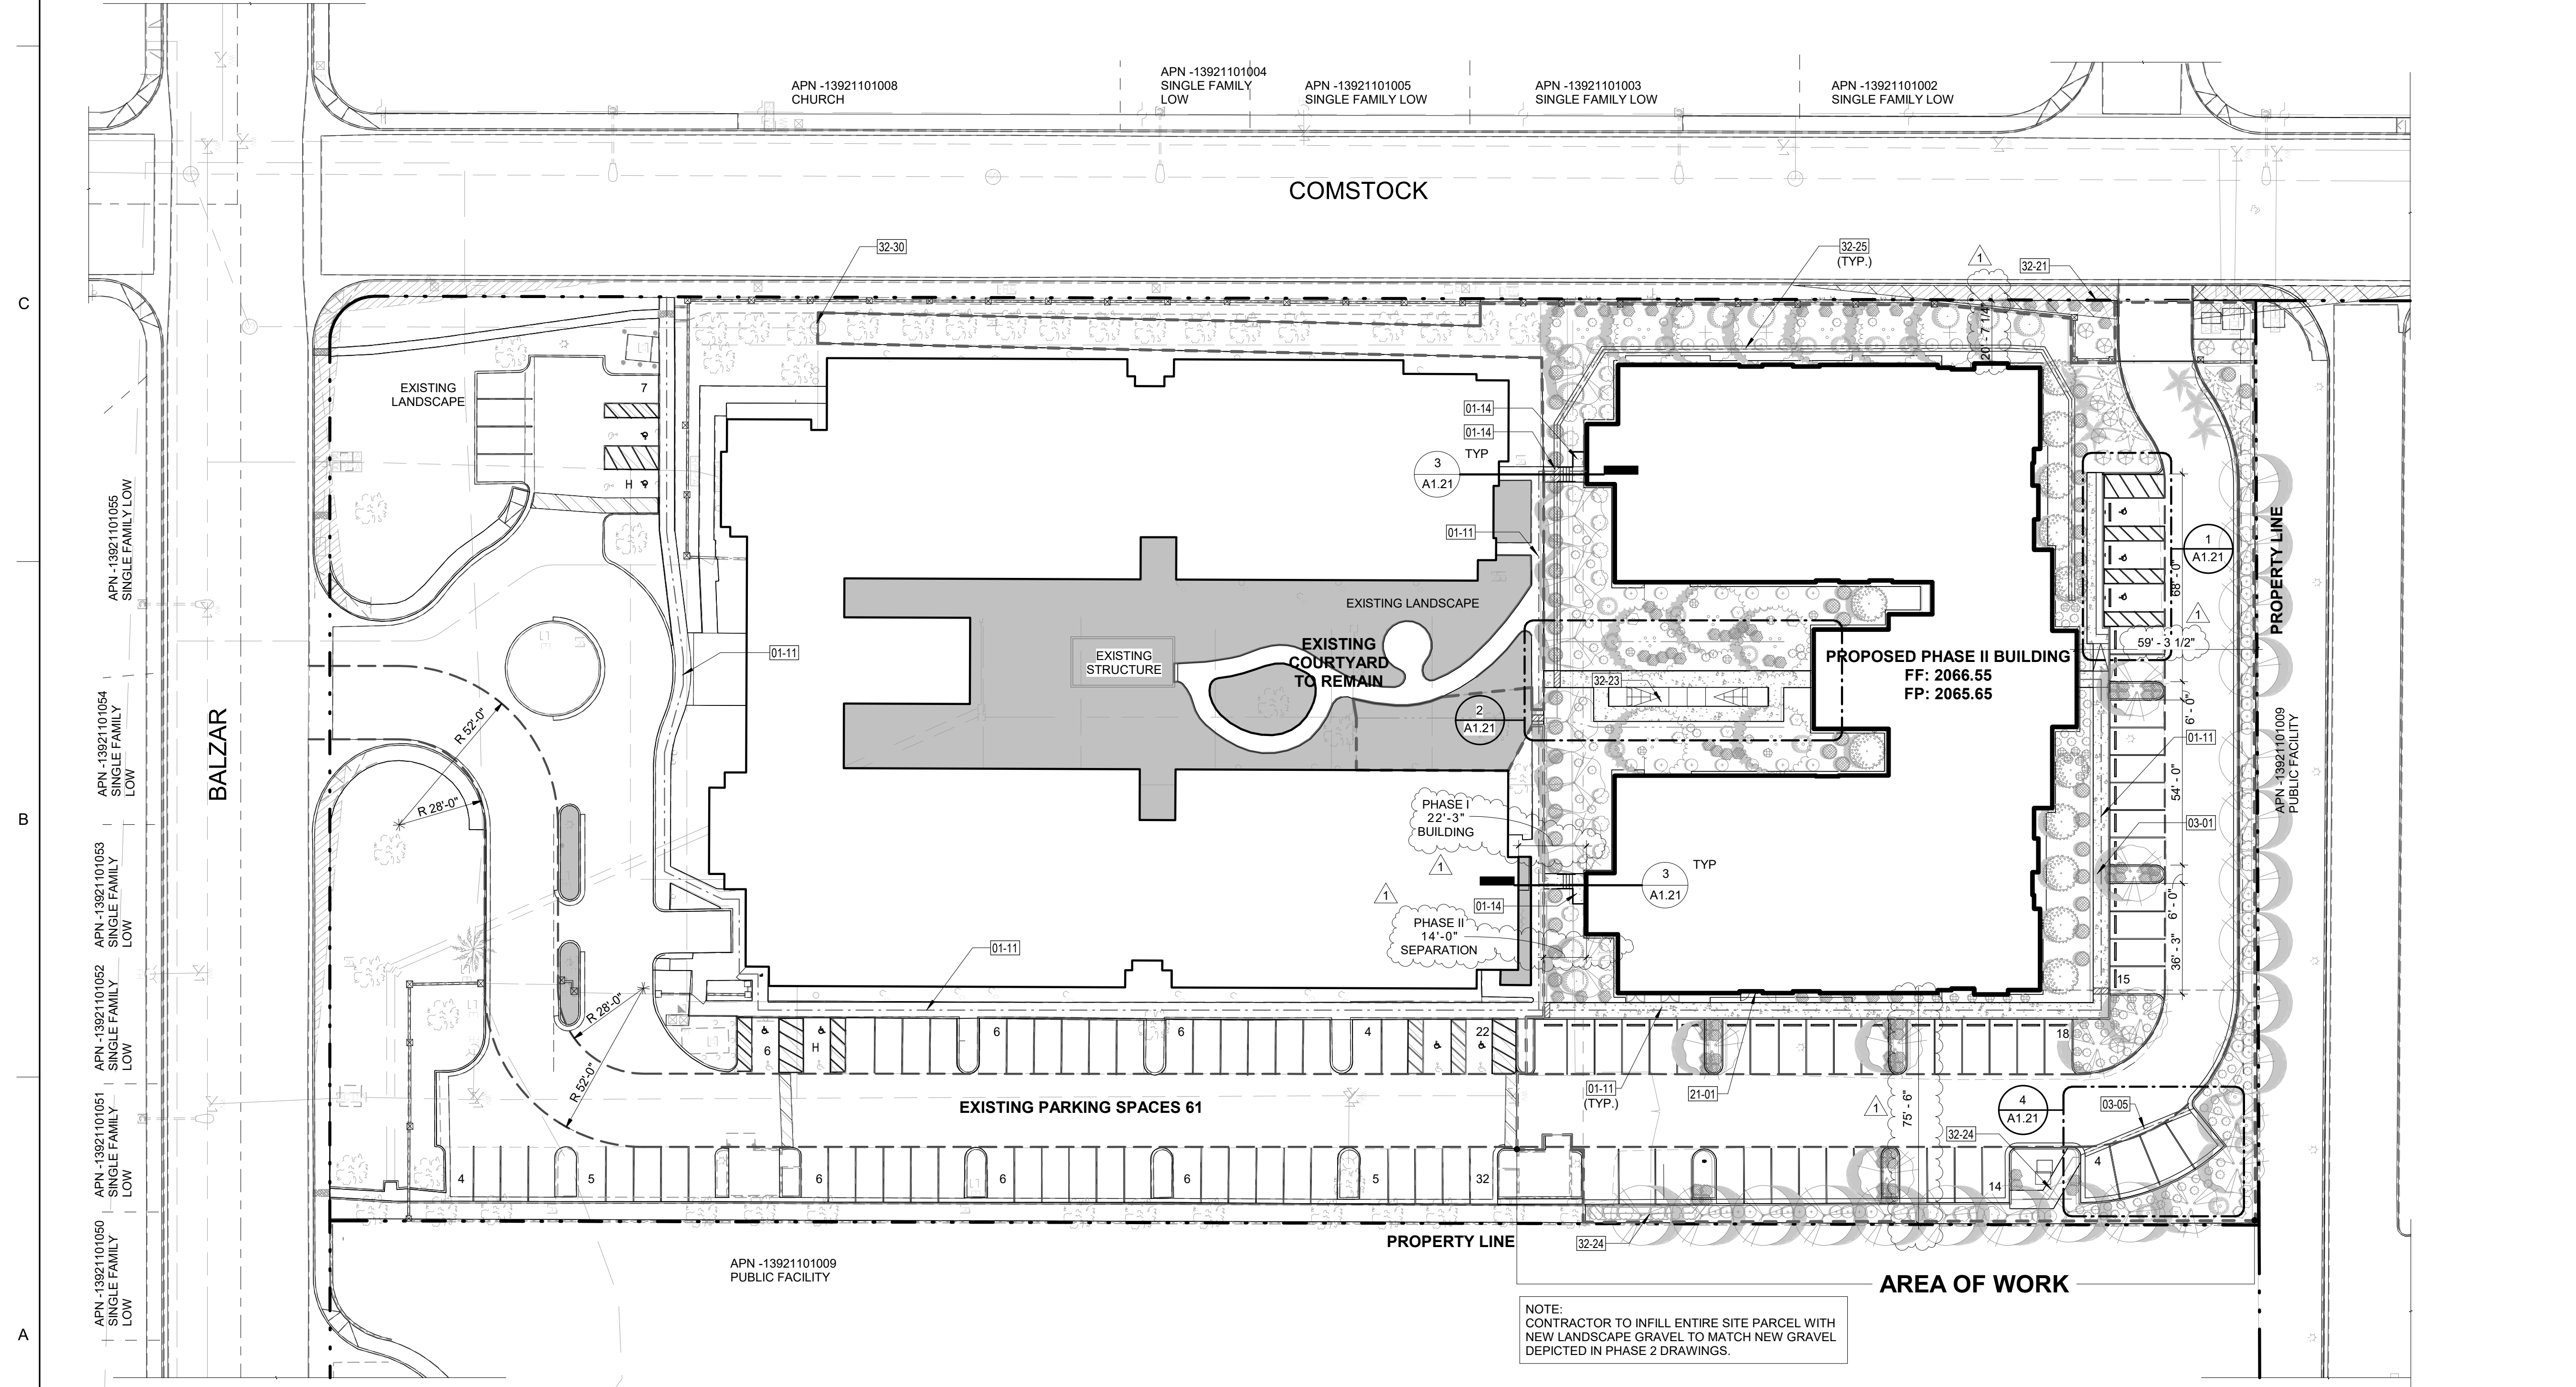 APN -13921101008
CHURCH
APN -13921101004
SINGLE FAMILY
LOW
APN -13921101005
SINGLE FAMILY LOW
APN -13921101003
SINGLE FAMILY LOW
APN -13921101002
SINGLE FAMILY LOW
COMSTOCK
32-30
32-25
(TYP.)
1
32-21
C
20' - 7 1/4"
EXISTING
LANDSCAPE
7
H
01-14
01-14
TYP
3
A1.21
01-11
APN -13921101055
SINGLE FAMILY LOW
1
A1.21
68' - 0"
PROPERTY LINE
1
59' - 3 1/2"
EXISTING LANDSCAPE
EXISTING
COURTYARD
TO REMAIN
EXISTING
STRUCTURE
01-11
PROPOSED PHASE II BUILDING
FF: 2066.55
FP: 2065.65
32-23
2
A1.21
6' - 0"
01-11
APN -13921101009
PUBLIC FACILITY
APN -13921101054
SINGLE FAMILY
LOW
BALZAR
R 52'-0"
R 28'-0"
54' - 0"
B
PHASE I
22'-3"
BUILDING
03-01
1
3
A1.21
TYP
1
01-14
PHASE II
14'-0"
SEPARATION
6' - 0"
36' - 3"
15
APN -13921101053
SINGLE FAMILY
LOW
01-11
R 28'-0"
R 52'-0"
APN -13921101052
SINGLE FAMILY
LOW
6
H
6
6
4
22
18
01-11
(TYP.)
21-01
1
75' - 6"
4
A1.21
03-05
32-24
EXISTING PARKING SPACES 61
APN -13921101051
SINGLE FAMILY
LOW
4
5
6
6
6
5
32
14
4
32-24
PROPERTY LINE
APN -13921101050
SINGLE FAMILY
LOW
APN -13921101009
PUBLIC FACILITY
AREA OF WORK
NOTE:
CONTRACTOR TO INFILL ENTIRE SITE PARCEL WITH
NEW LANDSCAPE GRAVEL TO MATCH NEW GRAVEL
DEPICTED IN PHASE 2 DRAWINGS.
A